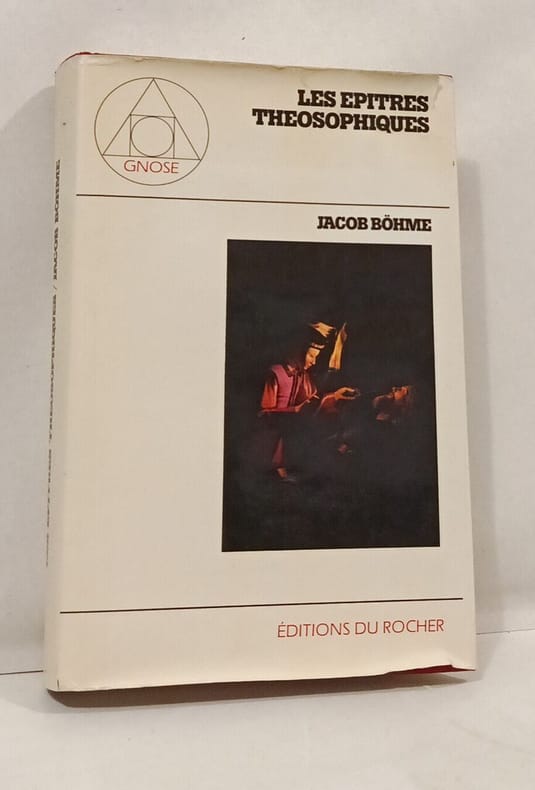 LES EPITRES
THEOSOPHIQUES
GNOSE
JACOB BÖHME
ÉDITIONS DU ROCHER
LES EPITRES THEOSOPHIQUES / JACOB BÖHME